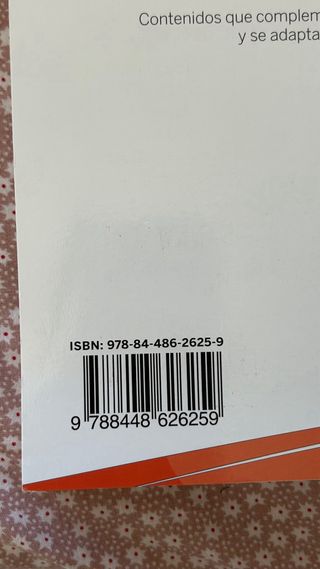 Contenidos que complem
y se adapta
ISBN: 978-84-486-2625-9
9 788448 626259